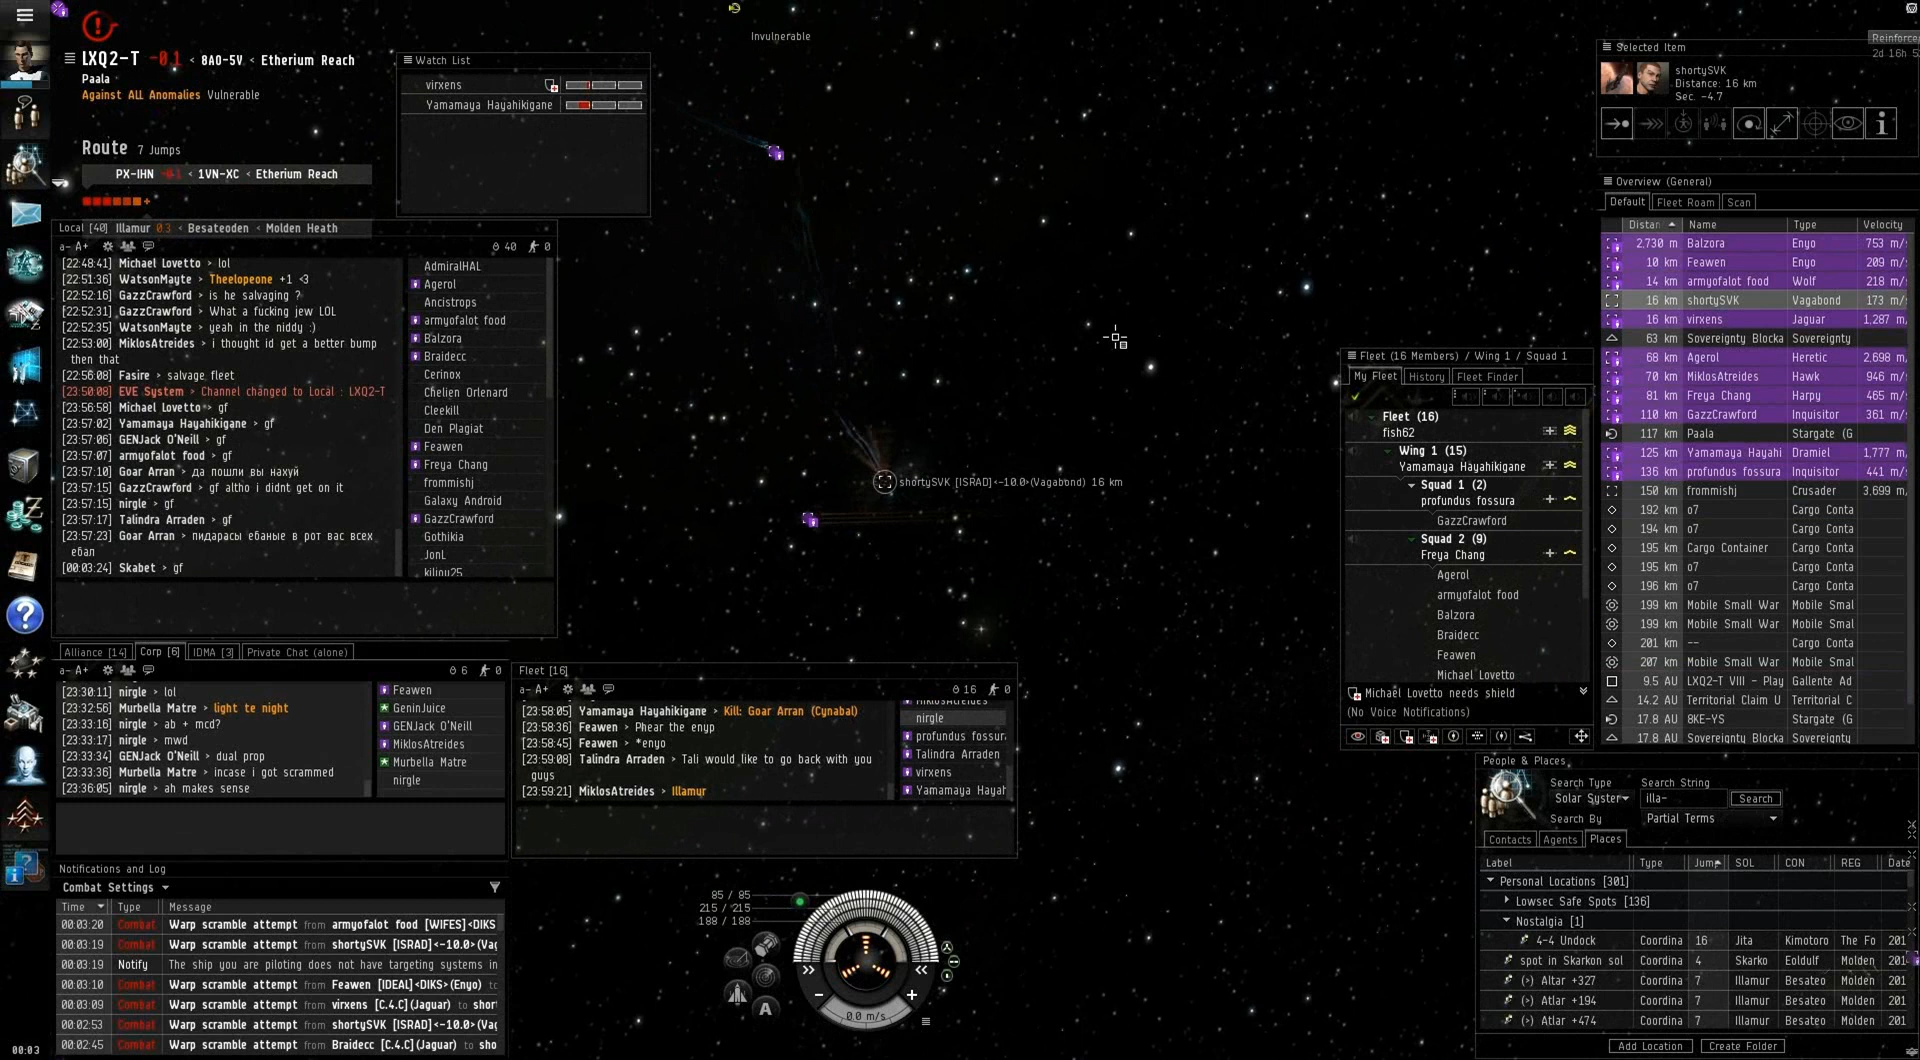 LXQ2-T -0.1 < 8AO-5V < Etherium Reach
Paala
Against ALL Anomalies Vulnerable
Route 7 Jumps
PX-IHN -0.1 < 1VN-XC < Etherium Reach
Watch List
virxens
Yamamaya Hayahikigane
Invulnerable
Local [40] Illamur 0.3 < Besateoden < Molden Heath
a- A+ 40 0
[22:48:41] Michael Lovetto > lol
[22:51:36] WatsonMayte > Theelopeone +1 <3
[22:52:16] GazzCrawford > is he salvaging ?
[22:52:31] GazzCrawford > What a fucking jew LOL
[22:52:35] WatsonMayte > yeah in the niddy :)
[22:53:00] MiklosAtreides > i thought id get a better bump
then that
[22:56:08] Fasire > salvage fleet
[23:50:08] EVE System > Channel changed to Local : LXQ2-T
[23:56:58] Michael Lovetto > gf
[23:57:02] Yamamaya Hayahikigane > gf
[23:57:06] GENJack O'Neill > gf
[23:57:07] armyofalot food > gf
[23:57:10] Goar Arran > да пошли вы нахуй
[23:57:15] GazzCrawford > gf altho i didnt get on it
[23:57:15] nirgle > gf
[23:57:17] Talindra Arraden > gf
[23:57:23] Goar Arran > пидарасы ебаные в рот вас всех
ебал
[00:03:24] Skabet > gf
AdmiralHAL
Agerol
Ancistrops
armyofalot food
Balzora
Braidecc
Cerinox
Chelien Orlenard
Cleekill
Den Plagiat
Feawen
Freya Chang
frommishj
Galaxy Android
GazzCrawford
Gothikia
JonL
kiljou25
Alliance [14] Corp [6] IDMA [3] Private Chat (alone)
a- A+ 6 0
[23:30:11] nirgle > lol
[23:32:56] Murbella Matre > light te night
[23:33:16] nirgle > ab + mcd?
[23:33:17] nirgle > mwd
[23:33:34] GENJack O'Neill > dual prop
[23:33:36] Murbella Matre > incase i got scrammed
[23:36:05] nirgle > ah makes sense
Feawen
GeninJuice
GENJack O'Neill
MiklosAtreides
Murbella Matre
nirgle
Fleet [16]
a- A+ 16 0
[23:58:05] Yamamaya Hayahikigane > Kill: Goar Arran (Cynabal)
[23:58:36] Feawen > Phear the enyp
[23:58:45] Feawen > *enyo
[23:59:08] Talindra Arraden > Tali would like to go back with you
guys
[23:59:21] MiklosAtreides > Illamur
MiklosAtreides
nirgle
profundus fossura
Talindra Arraden
virxens
Yamamaya Hayah
Notifications and Log
Combat Settings
Time Type Message
00:03:20 Combat Warp scramble attempt from armyofalot food [WIFES]<DIKS
00:03:19 Combat Warp scramble attempt from shortySVK [ISRAD]<-10.0>(Vag
00:03:19 Notify The ship you are piloting does not have targeting systems in
00:03:10 Combat Warp scramble attempt from Feawen [IDEAL]<DIKS>(Enyo) to
00:03:09 Combat Warp scramble attempt from virxens [C.4.C](Jaguar) to shor
00:02:53 Combat Warp scramble attempt from shortySVK [ISRAD]<-10.0>(Vag
00:02:45 Combat Warp scramble attempt from Braidecc [C.4.C](Jaguar) to sho
00:03
85 / 85
215 / 215
188 / 188
A
0.0 m/s
shortySVK [ISRAD]<-10.0>(Vagabond) 16 km
Reinforce
2d 16h 5
Selected Item
shortySVK
Distance: 16 km
Sec. -4.7
Overview (General)
Default Fleet Roam Scan
Distan Name Type Velocity
2,730 m Balzora Enyo 753 m/
10 km Feawen Enyo 209 m/
14 km armyofalot food Wolf 218 m/
16 km shortySVK Vagabond 173 m/
16 km virxens Jaguar 1,287 m/
63 km Sovereignty Blocka Sovereignty
68 km Agerol Heretic 2,698 m/
70 km MiklosAtreides Hawk 946 m/
81 km Freya Chang Harpy 465 m/
110 km GazzCrawford Inquisitor 361 m/
117 km Paala Stargate (G
125 km Yamamaya Hayahi Dramiel 1,777 m/
136 km profundus fossura Inquisitor 441 m/
150 km frommishj Crusader 3,699 m/
192 km o7 Cargo Conta
194 km o7 Cargo Conta
195 km Cargo Container Cargo Conta
195 km o7 Cargo Conta
196 km o7 Cargo Conta
199 km Mobile Small War Mobile Smal
199 km Mobile Small War Mobile Smal
201 km -- Cargo Conta
207 km Mobile Small War Mobile Smal
9.5 AU LXQ2-T VIII - Play Gallente Ad
14.2 AU Territorial Claim U Territorial C
17.8 AU 8KE-YS Stargate (G
17.8 AU Sovereignty Blocka Sovereignty
Fleet (16 Members) / Wing 1 / Squad 1
My Fleet History Fleet Finder
Fleet (16)
fish62
Wing 1 (15)
Yamamaya Hayahikigane
Squad 1 (2)
profundus fossura
GazzCrawford
Squad 2 (9)
Freya Chang
Agerol
armyofalot food
Balzora
Braidecc
Feawen
Michael Lovetto
Michael Lovetto needs shield
(No Voice Notifications)
People & Places
Search Type Search String
Solar System illa- Search
Search By Partial Terms
Contacts Agents Places
Label Type Jump SOL CON REG Date
Personal Locations [301]
Lowsec Safe Spots [136]
Nostalgia [1]
4-4 Undock Coordina 16 Jita Kimotoro The Fo 201
spot in Skarkon sol Coordina 4 Skarko Eoldulf Molden 201
(>) Altar +327 Coordina 7 Illamur Besateo Molden 201
(>) Altar +194 Coordina 7 Illamur Besateo Molden 201
(>) Altar +474 Coordina 7 Illamur Besateo Molden 201
Add Location Create Folder